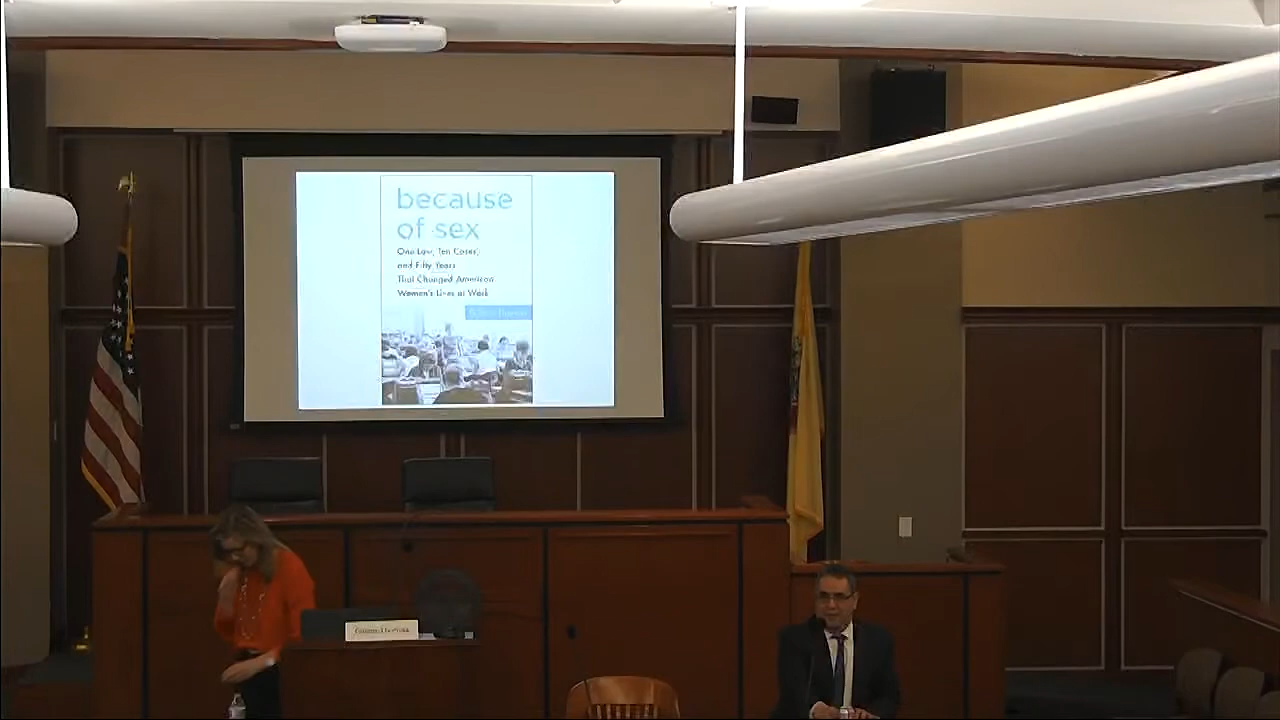 because
of sex
One Law, Ten Cases,
and Fifty Years
That Changed American
Women's Lives at Work